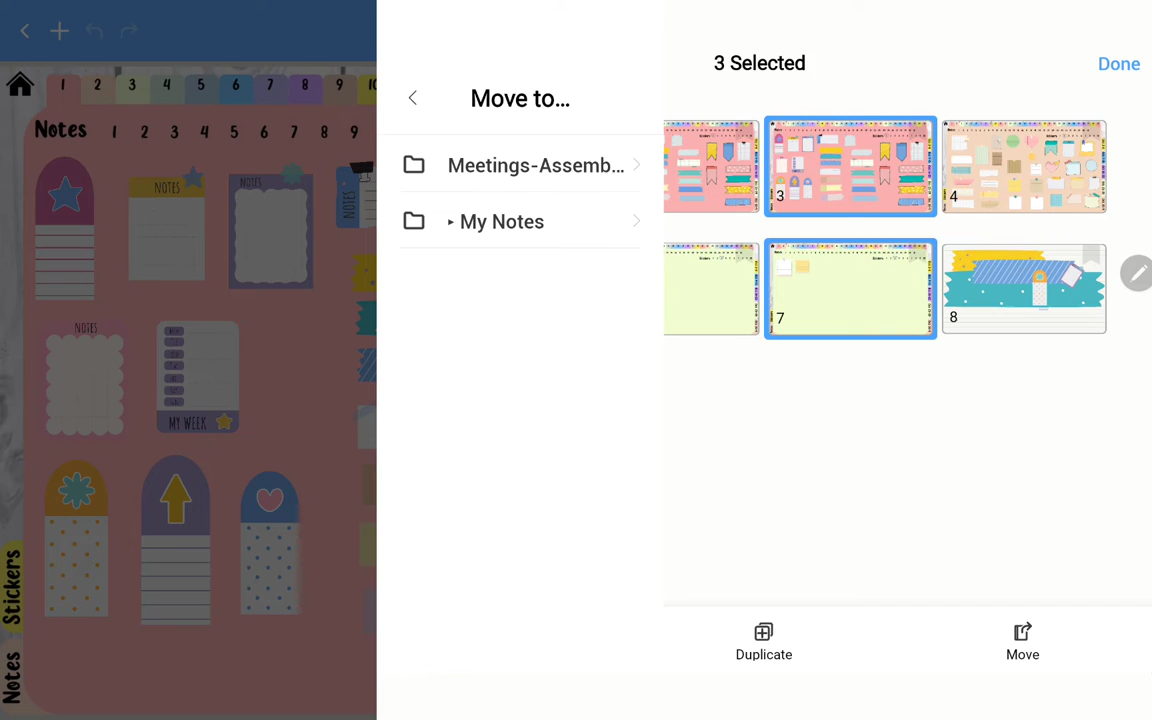 1 2 3 4 5 6 7 8 9 10
Notes 1 2 3 4 5 6 7 8 9
NOTES
NOTES
NOTES
NOTES
MY WEEK
Stickers
Notes
Move to...
Meetings-Assemb...
▸ My Notes
3 Selected
Done
3
4
7
8
Duplicate
Move